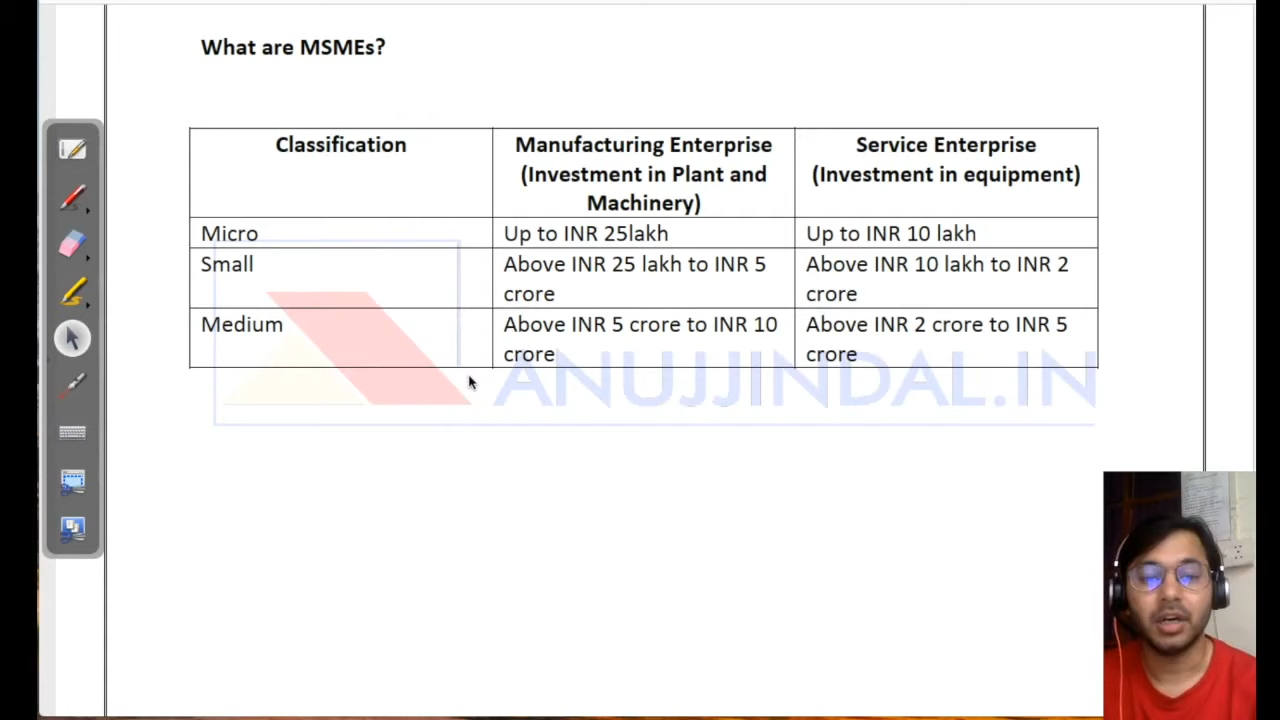 What are MSMEs?
Classification
Manufacturing Enterprise
(Investment in Plant and
Machinery)
Service Enterprise
(Investment in equipment)
Micro
Up to INR 25lakh
Up to INR 10 lakh
Small
Above INR 25 lakh to INR 5
crore
Above INR 10 lakh to INR 2
crore
Medium
Above INR 5 crore to INR 10
crore
Above INR 2 crore to INR 5
crore
ANUJJINDAL.IN